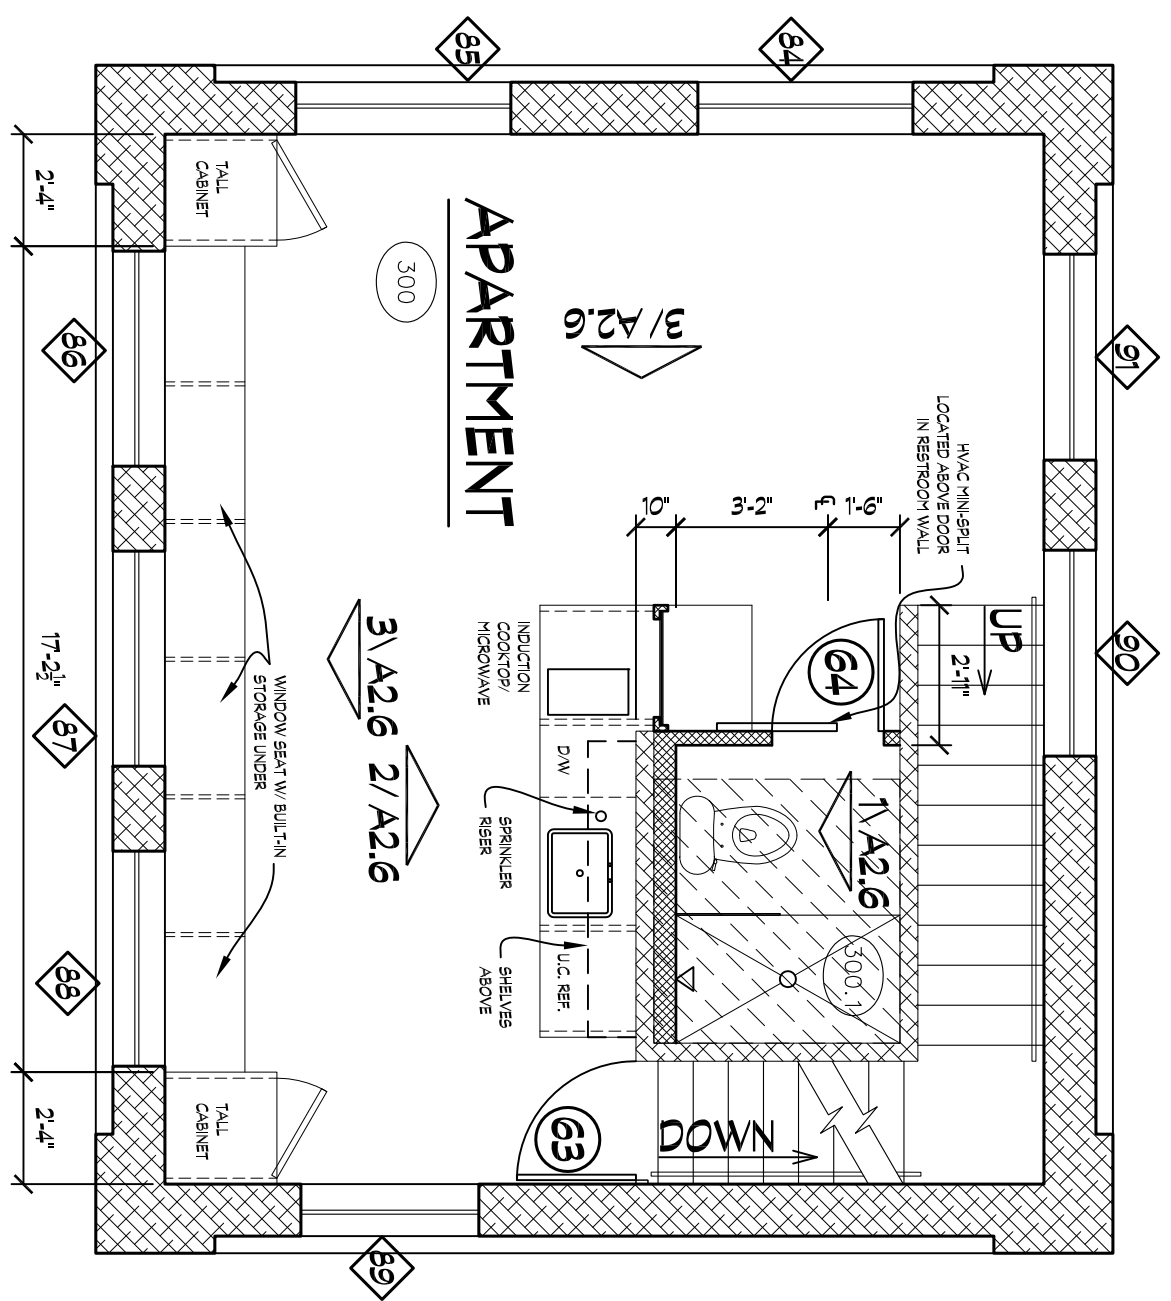 85
84
2'-4"
TALL
CABINET
APARTMENT
300
3/ A2.6
86
91
HVAC MINI-SPLIT
LOCATED ABOVE DOOR
IN RESTROOM WALL
10"
3'-2"
1'-6"
UP
2'-11"
90
64
INDUCTION
COOKTOP/
MICROWAVE
3\ A2.6
2/ A2.6
17'-2½"
WINDOW SEAT W/ BUILT-IN
STORAGE UNDER
87
D/W
SPRINKLER
RISER
1\ A2.6
300.1
U.C. REF.
SHELVES
ABOVE
88
2'-4"
TALL
CABINET
63
DOWN
89